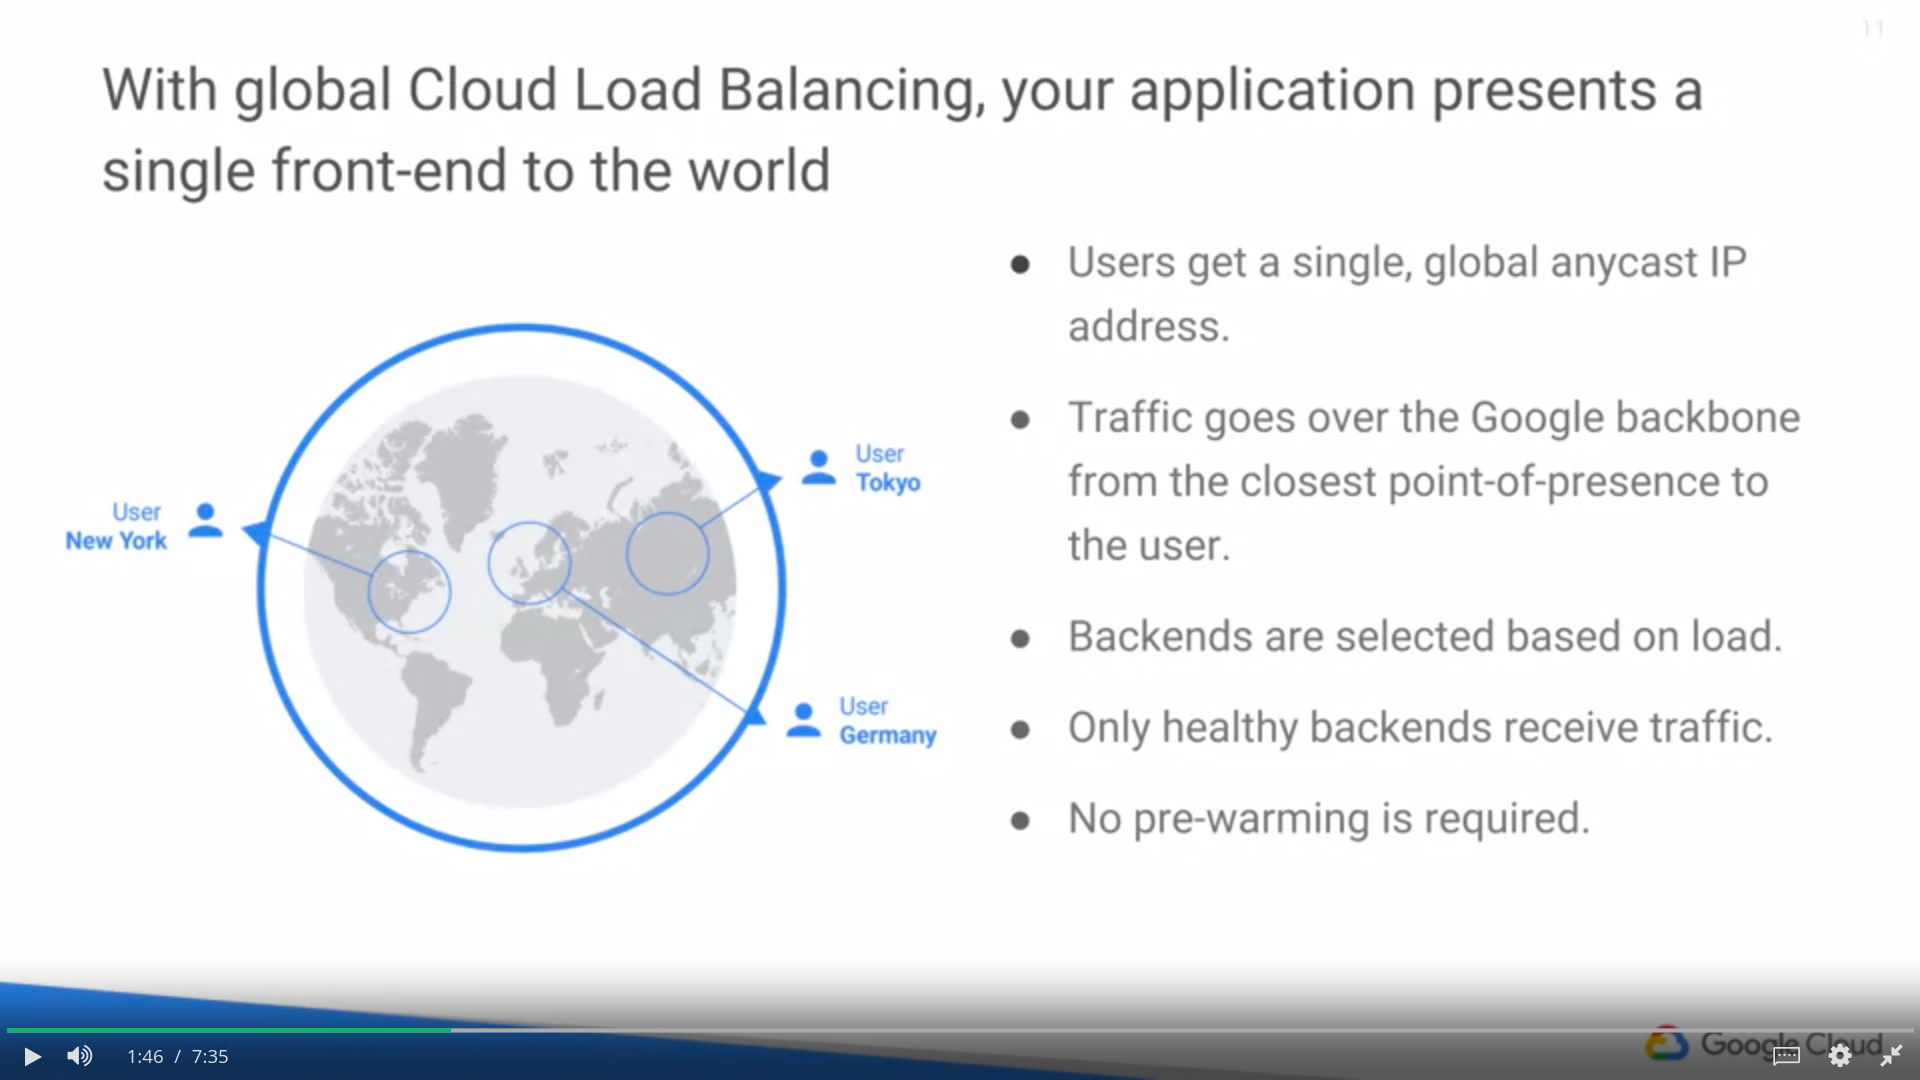 11
With global Cloud Load Balancing, your application presents a
single front-end to the world
User
New York
User
Tokyo
User
Germany
● Users get a single, global anycast IP
address.
● Traffic goes over the Google backbone
from the closest point-of-presence to
the user.
● Backends are selected based on load.
● Only healthy backends receive traffic.
● No pre-warming is required.
1:46 / 7:35
Google Cloud